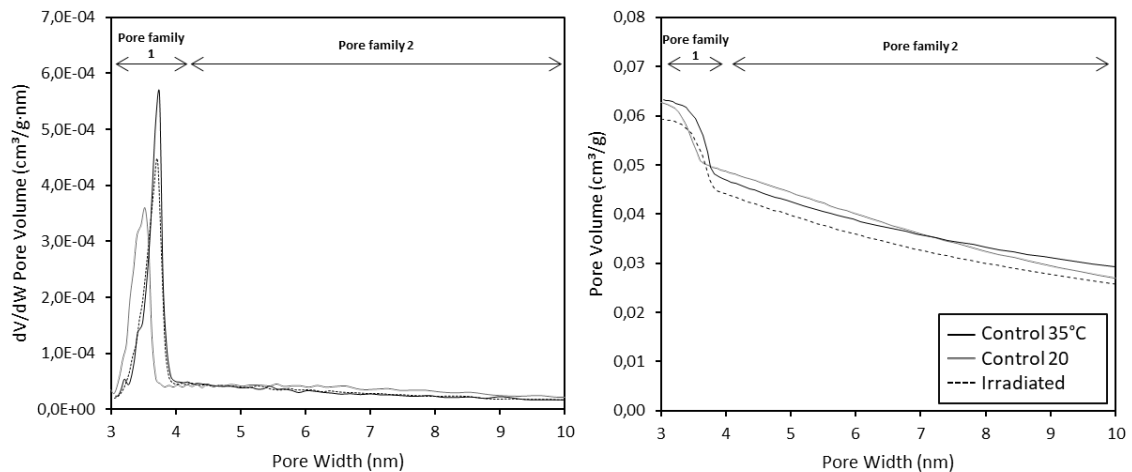 7,0E-04
6,0E-04
5,0E-04
4,0E-04
3,0E-04
2,0E-04
1,0E-04
0,0E+00
dV/dW Pore Volume (cm³/g·nm)
Pore family
1
Pore family 2
3 4 5 6 7 8 9 10
Pore Width (nm)
0,08
0,07
0,06
0,05
0,04
0,03
0,02
0,01
0,00
Pore Volume (cm³/g)
Pore family
1
Pore family 2
Control 35°C
Control 20
Irradiated
3 4 5 6 7 8 9 10
Pore Width (nm)